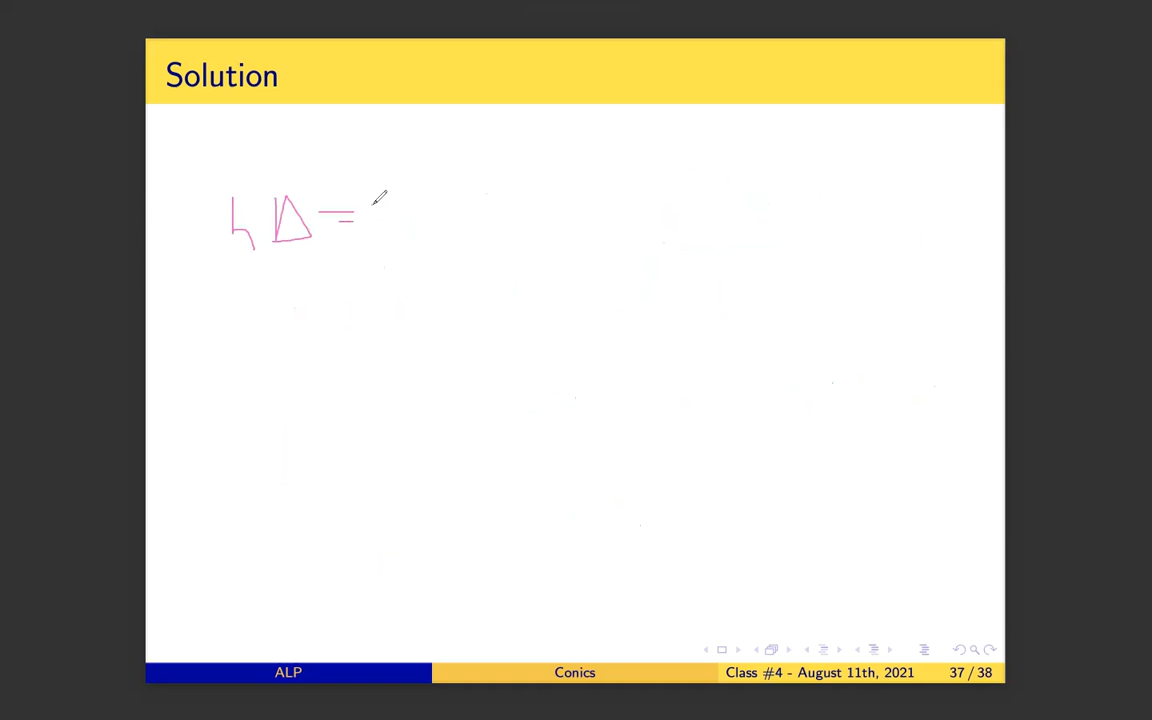 Solution
h Δ =
ALP Conics Class #4 - August 11th, 2021 37 / 38